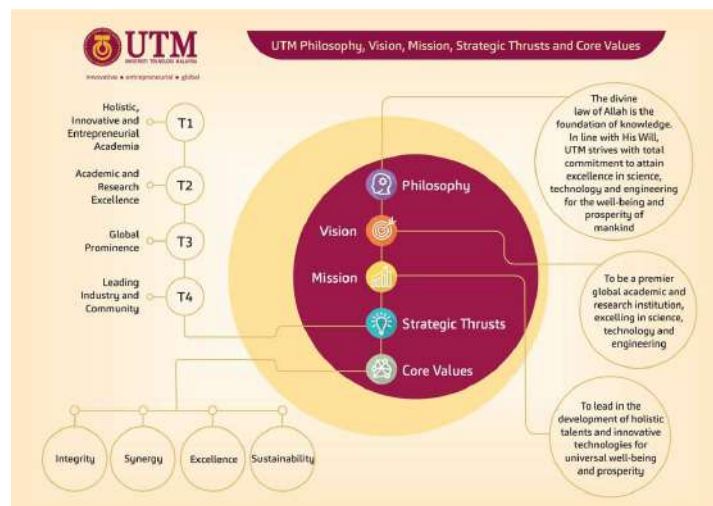 UTM
UNIVERSITI TEKNOLOGI MALAYSIA
innovative ● entrepreneurial ● global
UTM Philosophy, Vision, Mission, Strategic Thrusts and Core Values
Holistic,
Innovative and
Entrepreneurial
Academia
T1
Academic and
Research
Excellence
T2
Global
Prominence
T3
Leading
Industry and
Community
T4
Philosophy
Vision
Mission
Strategic Thrusts
Core Values
The divine
law of Allah is the
foundation of knowledge.
In line with His Will,
UTM strives with total
commitment to attain
excellence in science,
technology and engineering
for the well-being and
prosperity of
mankind
To be a premier
global academic and
research institution,
excelling in science,
technology and
engineering
To lead in the
development of holistic
talents and innovative
technologies for
universal well-being
and prosperity
Integrity
Synergy
Excellence
Sustainability